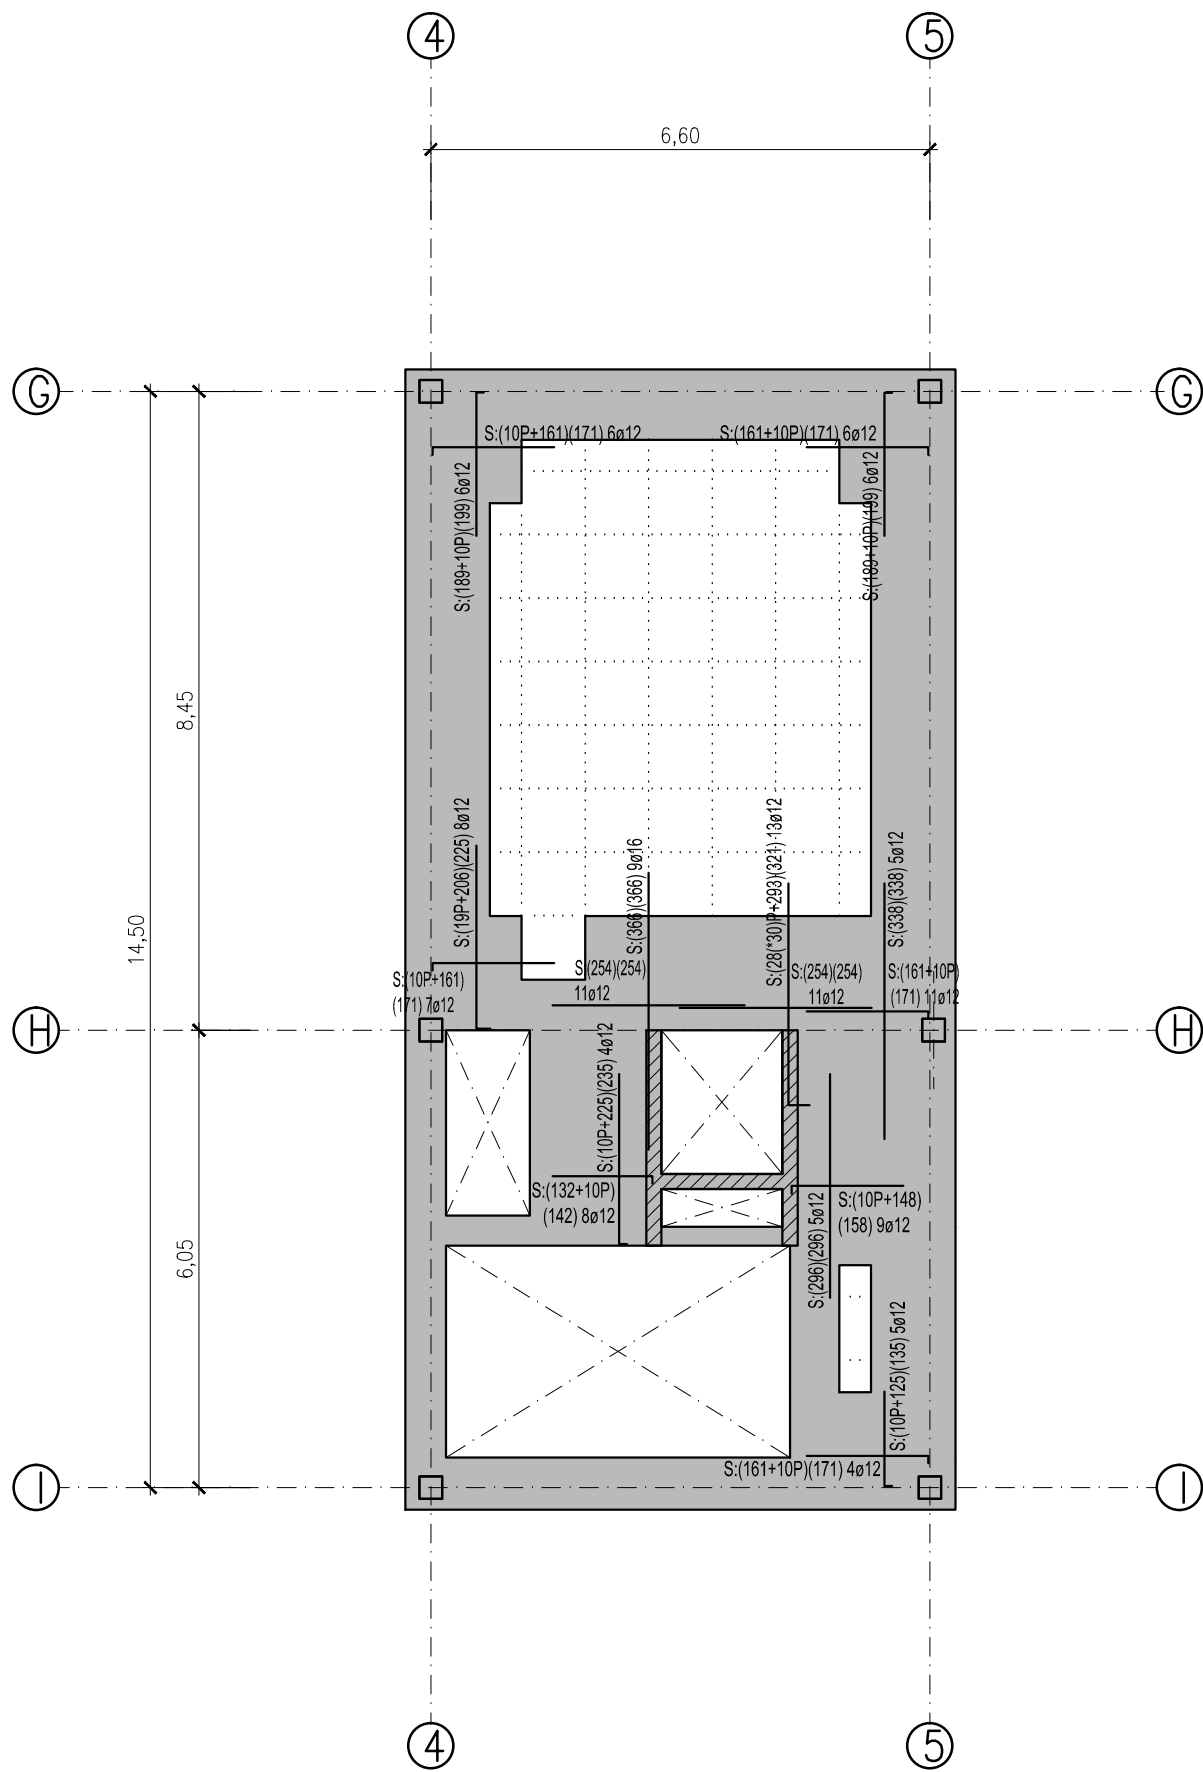 4
5
6,60
G
G
S:(10P+161)(171) 6ø12
S:(161+10P)(171) 6ø12
S:(189+10P)(199) 6ø12
S:(189+10P)(199) 6ø12
8,45
14,50
S:(19P+206)(225) 8ø12
S:(366)(366) 9ø16
S:(28(*30)P+293)(321) 13ø12
S:(338)(338) 5ø12
S:(10P+161)
(171) 7ø12
S:(254)(254)
11ø12
S:(254)(254)
11ø12
S:(161+10P)
(171) 11ø12
H
H
S:(10P+225)(235) 4ø12
S:(132+10P)
(142) 8ø12
S:(10P+148)
(158) 9ø12
S:(296)(296) 5ø12
6,05
S:(10P+125)(135) 5ø12
S:(161+10P)(171) 4ø12
I
I
4
5